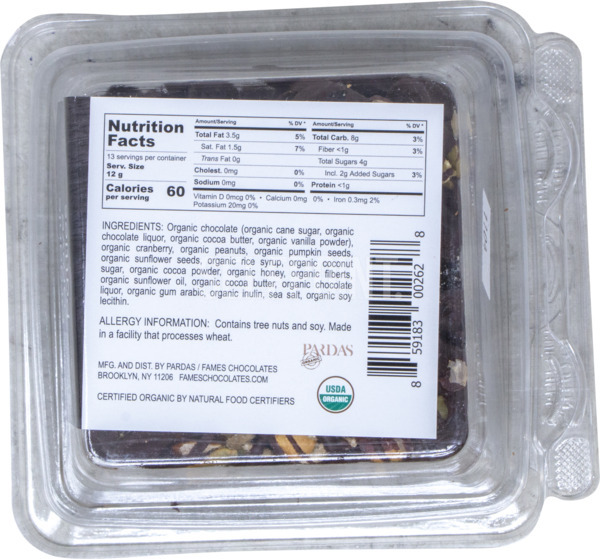 Nutrition
Facts
13 servings per container
Serv. Size
12 g
Calories 60
per serving
Amount/Serving % DV*
Total Fat 3.5g 5%
Sat. Fat 1.5g 7%
Trans Fat 0g
Cholest. 0mg 0%
Sodium 0mg 0%
Amount/Serving % DV*
Total Carb. 8g 3%
Fiber <1g 3%
Total Sugars 4g
Incl. 2g Added Sugars 3%
Protein <1g
Vitamin D 0mcg 0% • Calcium 0mg 0% • Iron 0.3mg 2%
Potassium 20mg 0%
INGREDIENTS: Organic chocolate (organic cane sugar, organic
chocolate liquor, organic cocoa butter, organic vanilla powder),
organic cranberry, organic peanuts, organic pumpkin seeds,
organic sunflower seeds, organic rice syrup, organic coconut
sugar, organic cocoa powder, organic honey, organic filberts,
organic sunflower oil, organic cocoa butter, organic chocolate
liquor, organic gum arabic, organic inulin, sea salt, organic soy
lecithin.
ALLERGY INFORMATION: Contains tree nuts and soy. Made
in a facility that processes wheat.
PARDAS
MFG. AND DIST. BY PARDAS / FAMES CHOCOLATES
BROOKLYN, NY 11206 FAMESCHOCOLATES.COM
CERTIFIED ORGANIC BY NATURAL FOOD CERTIFIERS
USDA
ORGANIC
8 59183 00262 8